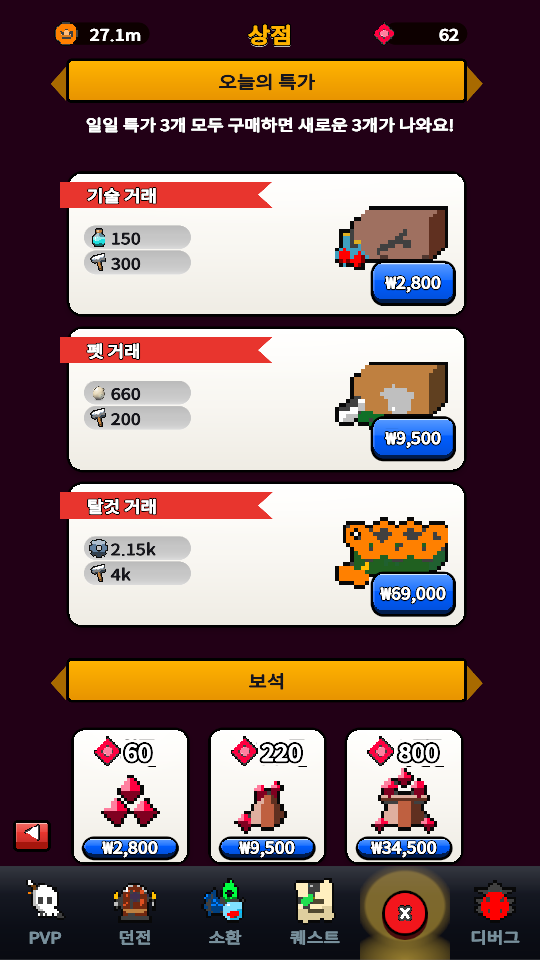 27.1m
상점
62
오늘의 특가
일일 특가 3개 모두 구매하면 새로운 3개가 나와요!
기술 거래
150
300
₩2,800
펫 거래
660
200
₩9,500
탈것 거래
2.15k
4k
₩69,000
보석
60
220
800
₩2,800
₩9,500
₩34,500
PVP
던전
소환
퀘스트
X
디버그